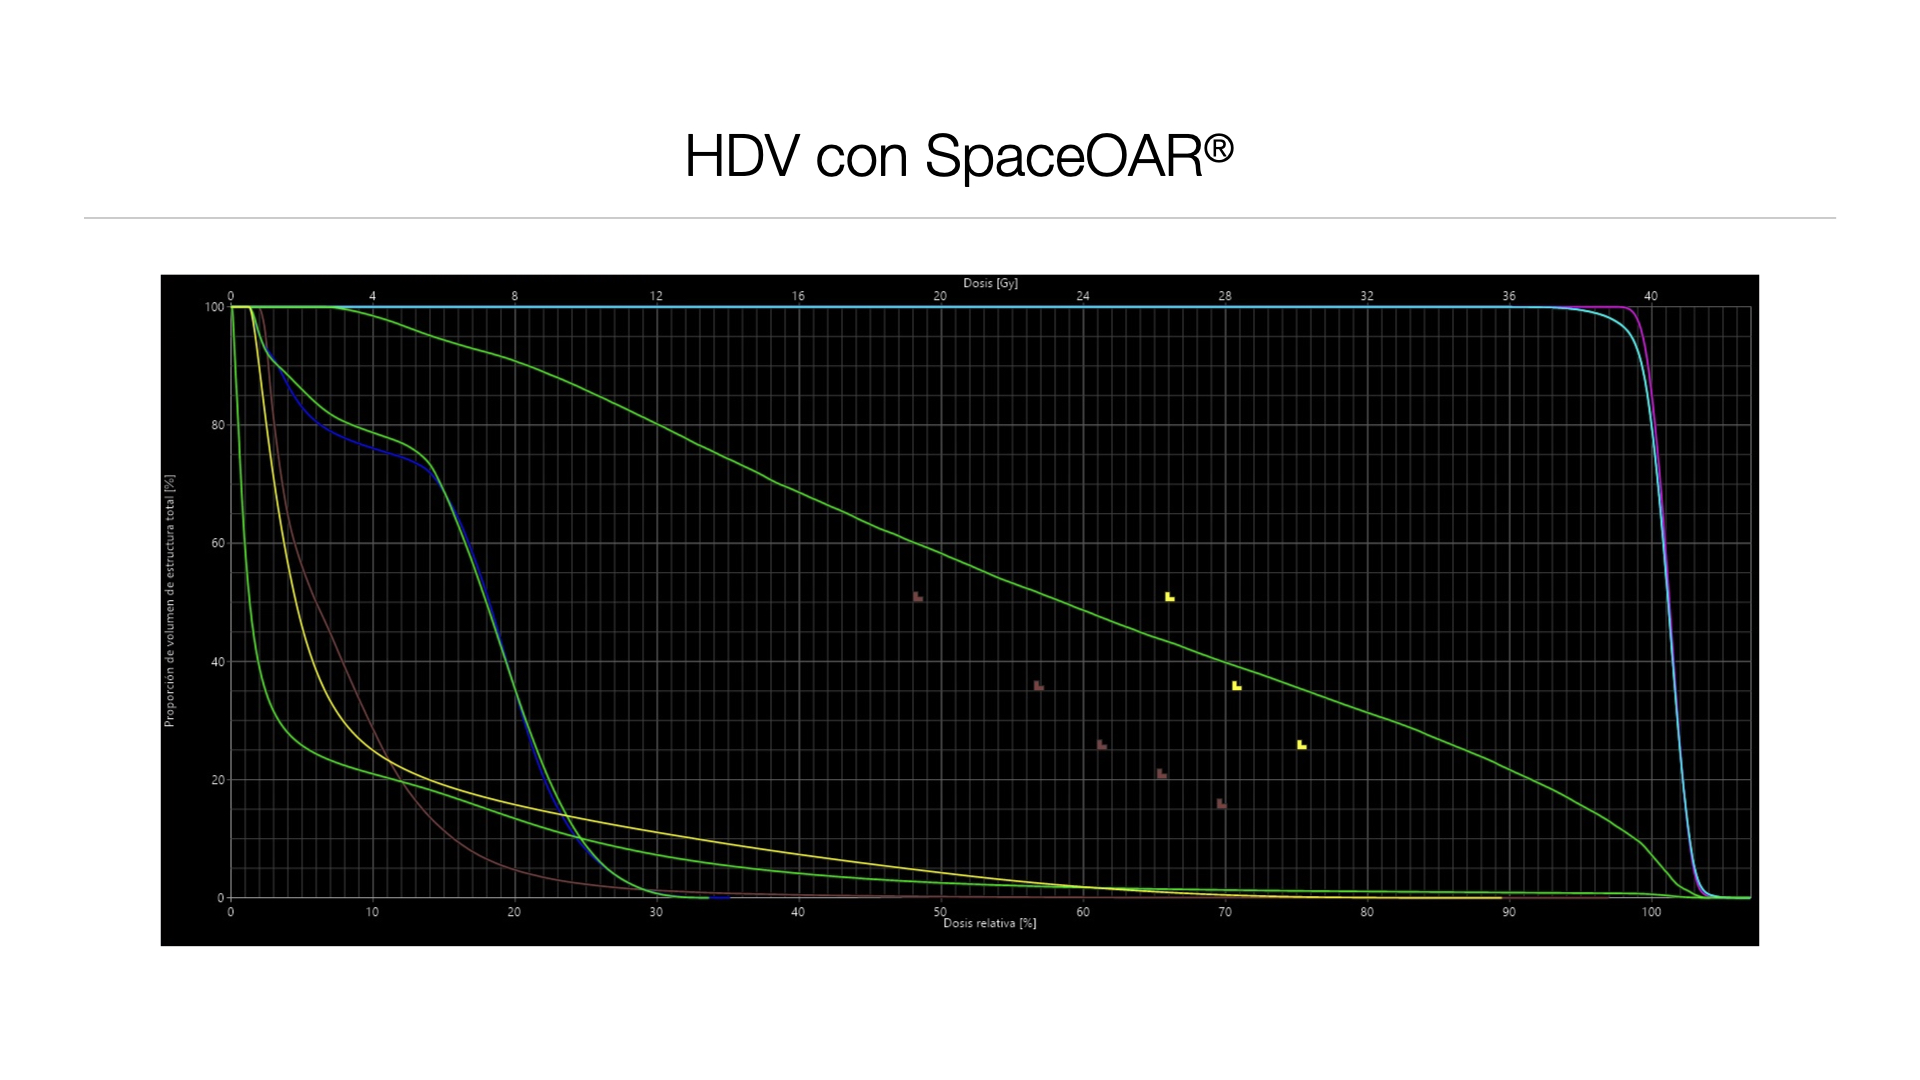 HDV con SpaceOAR®
Dosis [Gy]
0 4 8 12 16 20 24 28 32 36 40
100
80
60
40
20
0
Proporción de volumen de estructura total [%]
0 10 20 30 40 50 60 70 80 90 100
Dosis relativa [%]